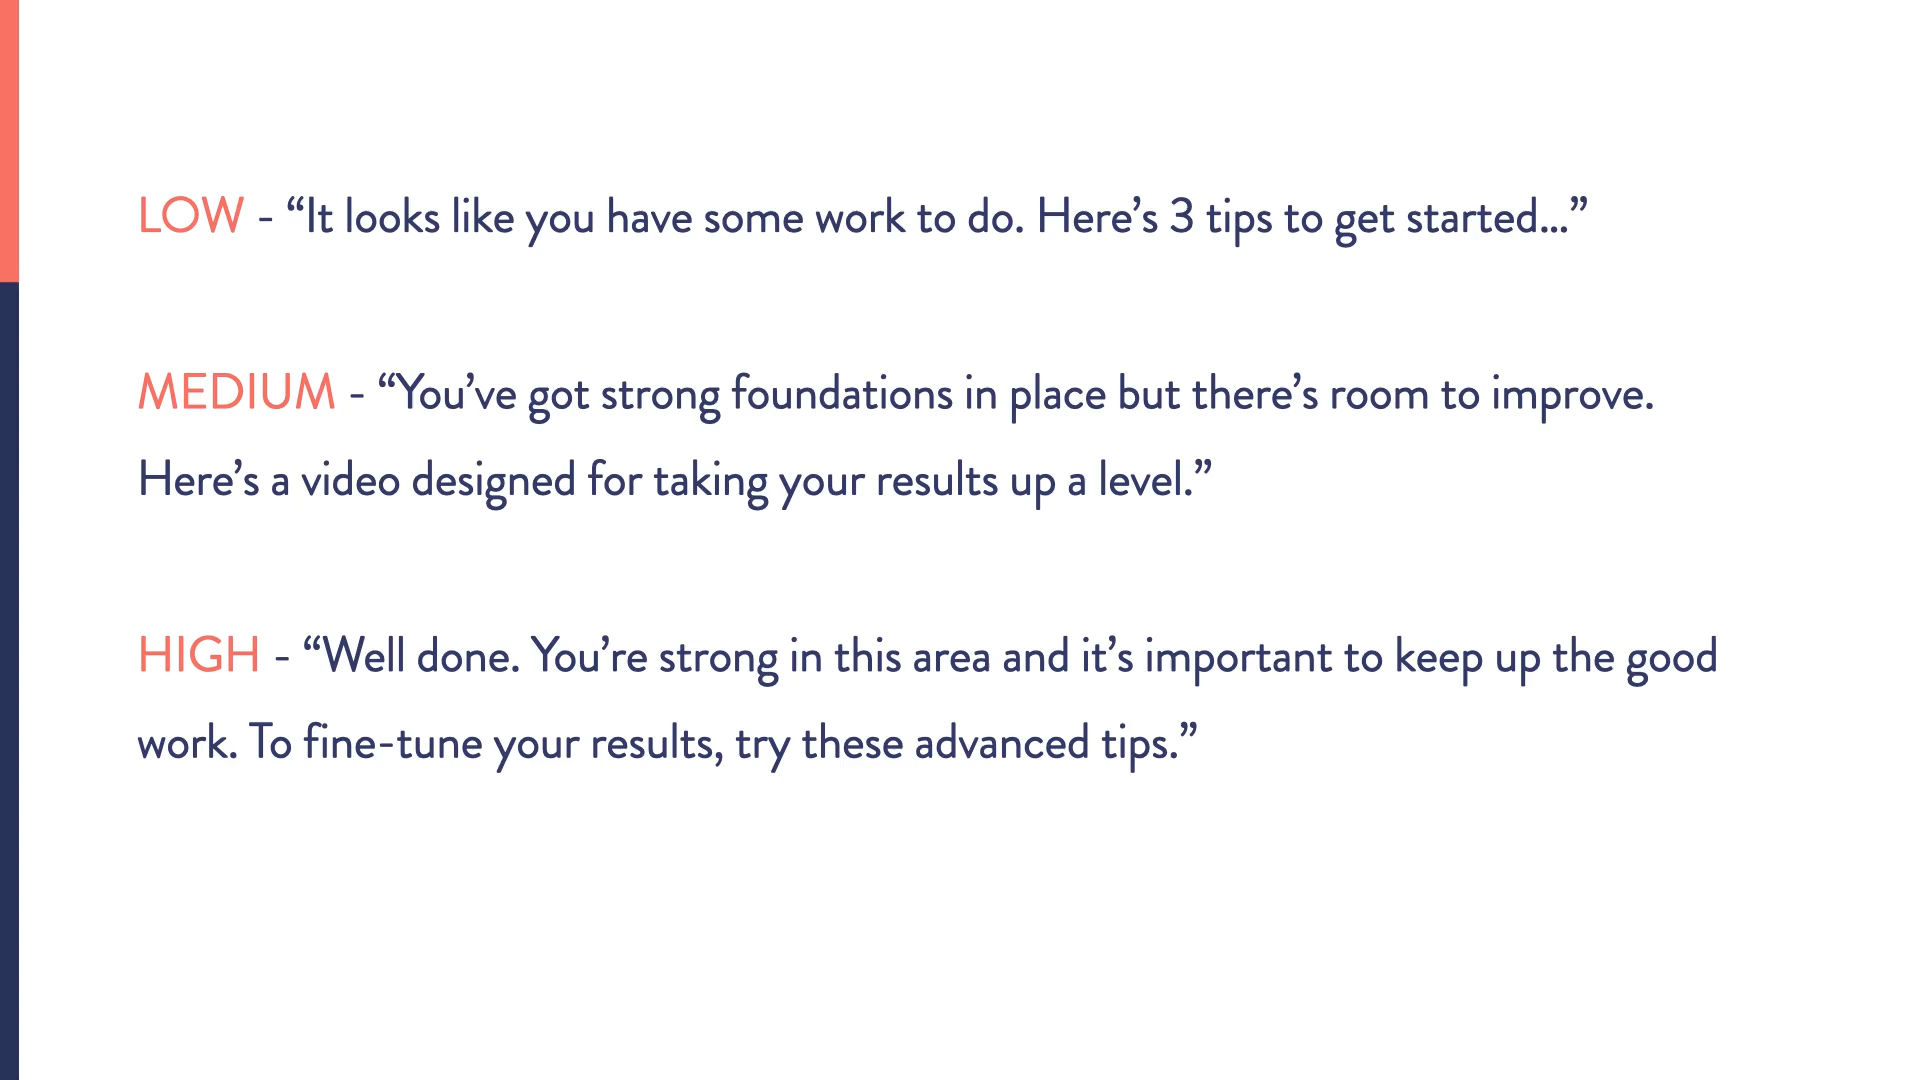 LOW - “It looks like you have some work to do. Here’s 3 tips to get started...”
MEDIUM - “You’ve got strong foundations in place but there’s room to improve.
Here’s a video designed for taking your results up a level.”
HIGH - “Well done. You’re strong in this area and it’s important to keep up the good
work. To fine-tune your results, try these advanced tips.”